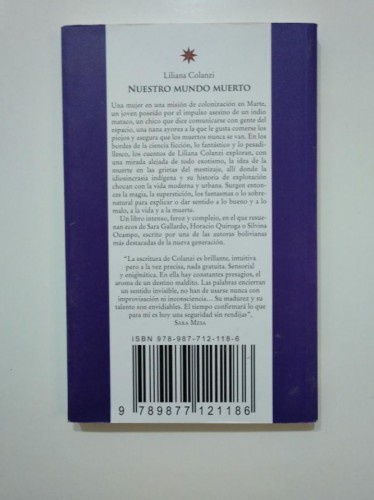 Liliana Colanzi
NUESTRO MUNDO MUERTO
Una mujer en una misión de colonización en Marte,
un joven poseído por el impulso asesino de un indio
mataco, un chico que dice comunicarse con gente del
espacio, una nana ayorea a la que le gusta comerse los
piojos y asegura que los muertos nunca se van. En los
bordes de la ciencia ficción, lo fantástico y lo pesadi-
llesco, los cuentos de Liliana Colanzi exploran, con
una mirada alejada de todo exotismo, la idea de la
muerte en las grietas del mestizaje, allí donde la
idiosincrasia indígena y su historia de explotación
chocan con la vida moderna y urbana. Surgen enton-
ces la magia, la superstición, los fantasmas o lo sobre-
natural para explicar o dar sentido a lo bueno y a lo
malo, a la vida y a la muerte.
Un libro intenso, feroz y complejo, en el que resue-
nan ecos de Sara Gallardo, Horacio Quiroga o Silvina
Ocampo, escrito por una de las autoras bolivianas
más destacadas de la nueva generación.
"La escritura de Colanzi es brillante, intuitiva
pero a la vez precisa, nada gratuita. Sensorial
y enigmática. En ella hay constantes presagios, el
aroma de un destino maldito. Las palabras encierran
un sentido invisible, no han de usarse nunca con
improvisación ni inconsciencia... Su madurez y su
talento son envidiables. El tiempo confirmará lo que
para mí es hoy una seguridad sin rendijas".
SARA MESA
ISBN 978-987-712-118-6
9 789877 121186